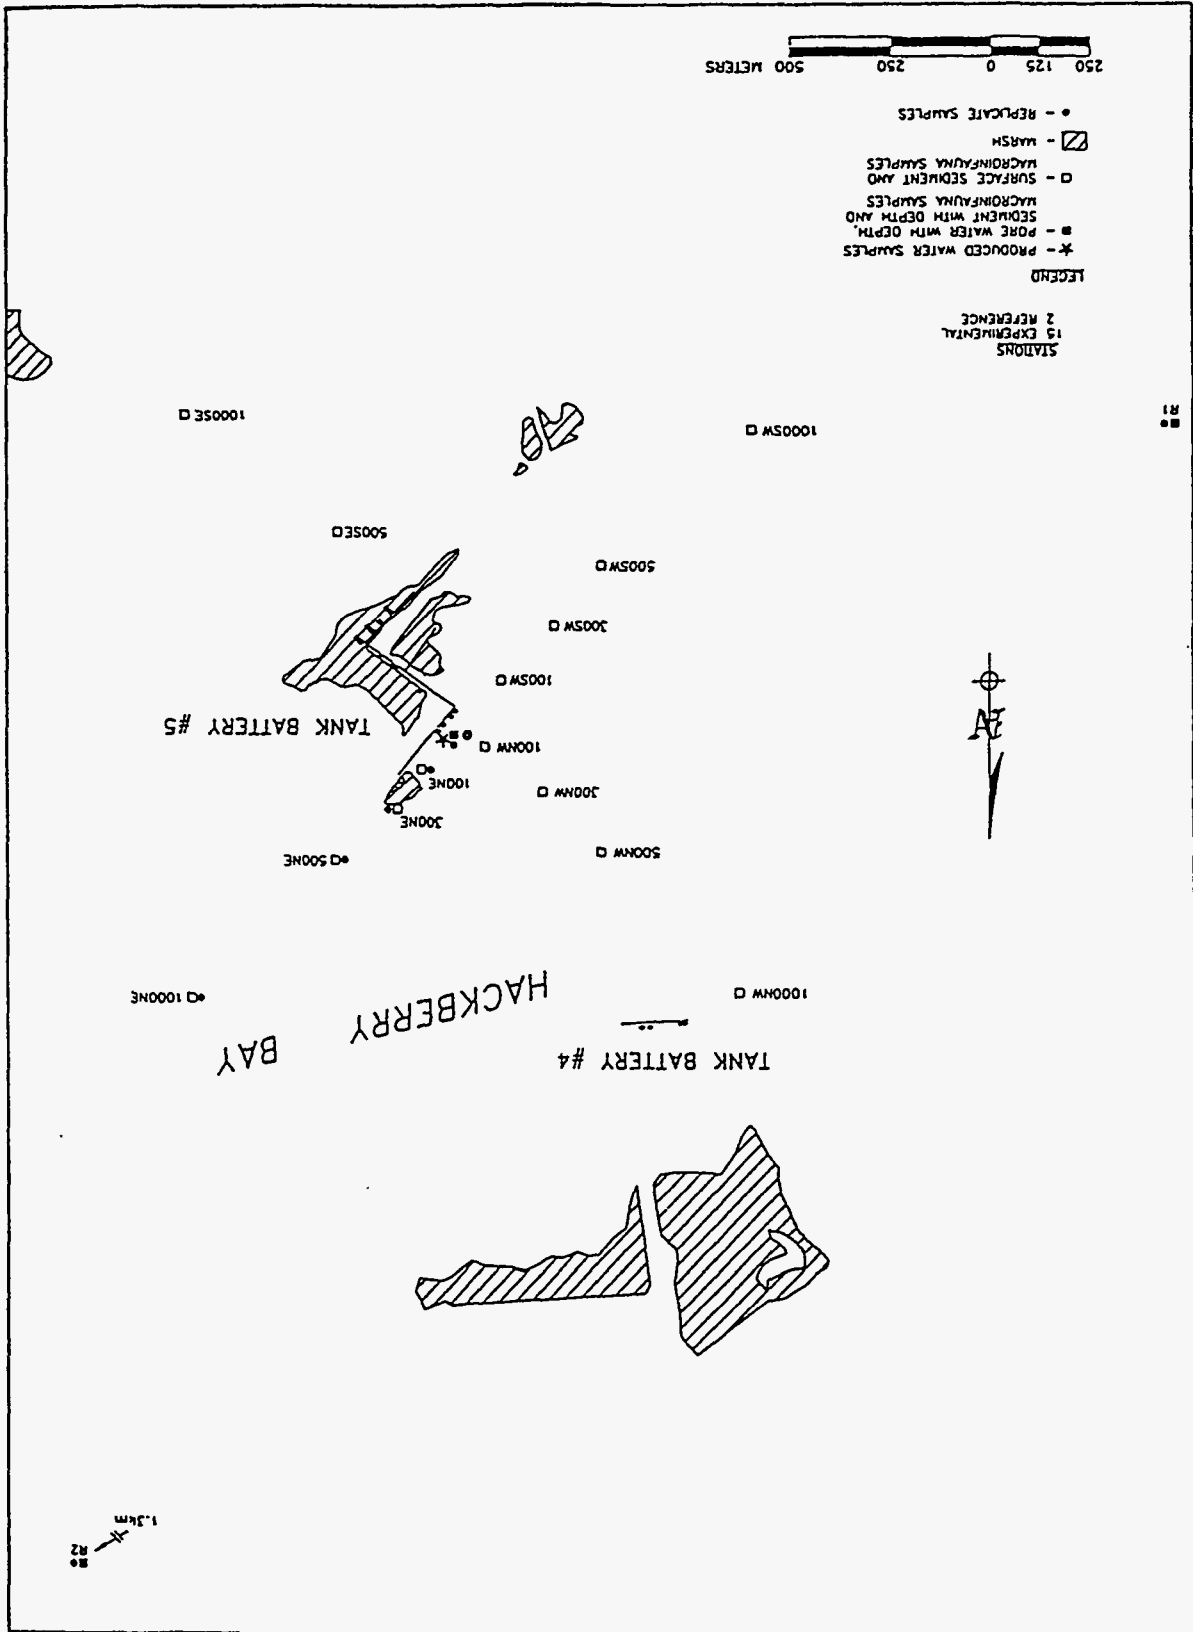 R2
1.3km
TANK BATTERY #4
BAY
HACKBERRY
1000NW
1000NE
500NW
500NE
300NE
300NW
100NE
100NW
TANK BATTERY #5
100SW
300SW
500SW
500SE
1000SW
1000SE
R1
STATIONS
15 EXPERIMENTAL
2 REFERENCE
LEGEND
- PRODUCED WATER SAMPLES
- PORE WATER WITH DEPTH,
SEDIMENT WITH DEPTH AND
MACROINFAUNA SAMPLES
- SURFACE SEDIMENT AND
MACROINFAUNA SAMPLES
- MARSH
- REPLICATE SAMPLES
250 125 0 250 500 METERS